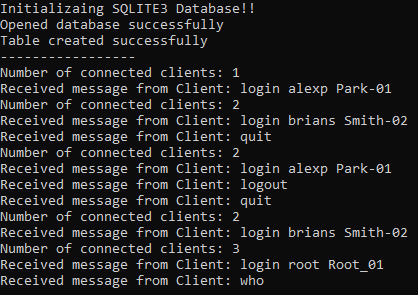 Initializaing SQLITE3 Database!!
Opened database successfully
Table created successfully
-----------------
Number of connected clients: 1
Received message from Client: login alexp Park-01
Number of connected clients: 2
Received message from Client: login brians Smith-02
Received message from Client: quit
Number of connected clients: 2
Received message from Client: login alexp Park-01
Received message from Client: logout
Received message from Client: quit
Number of connected clients: 2
Received message from Client: login brians Smith-02
Number of connected clients: 3
Received message from Client: login root Root_01
Received message from Client: who